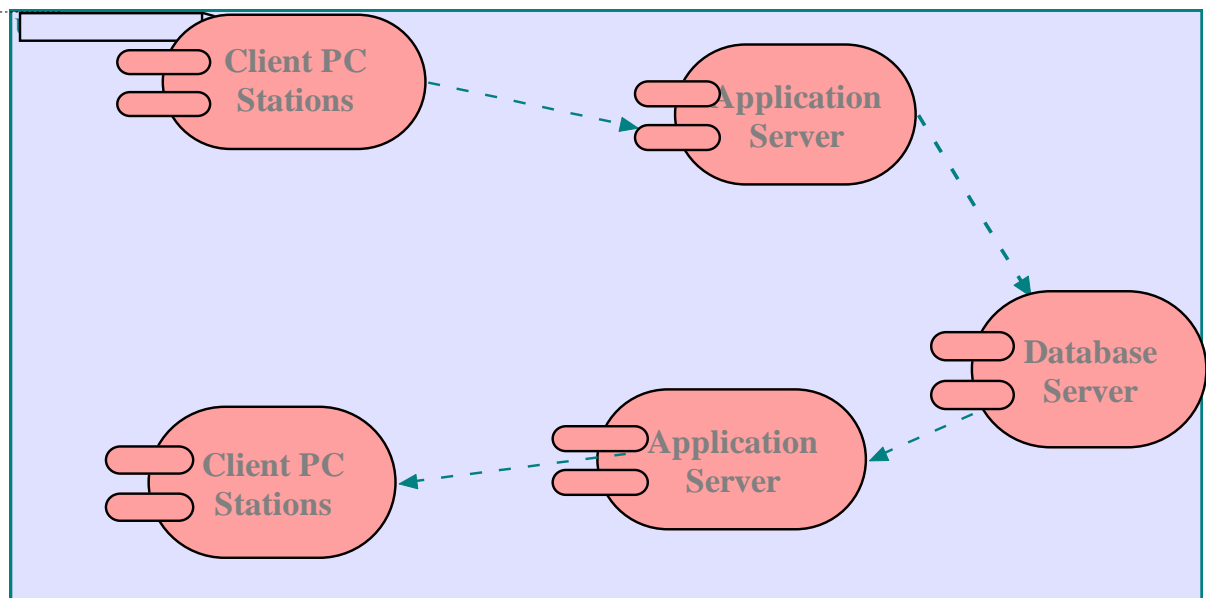 Client PC
Stations
Application
Server
Database
Server
Application
Server
Client PC
Stations